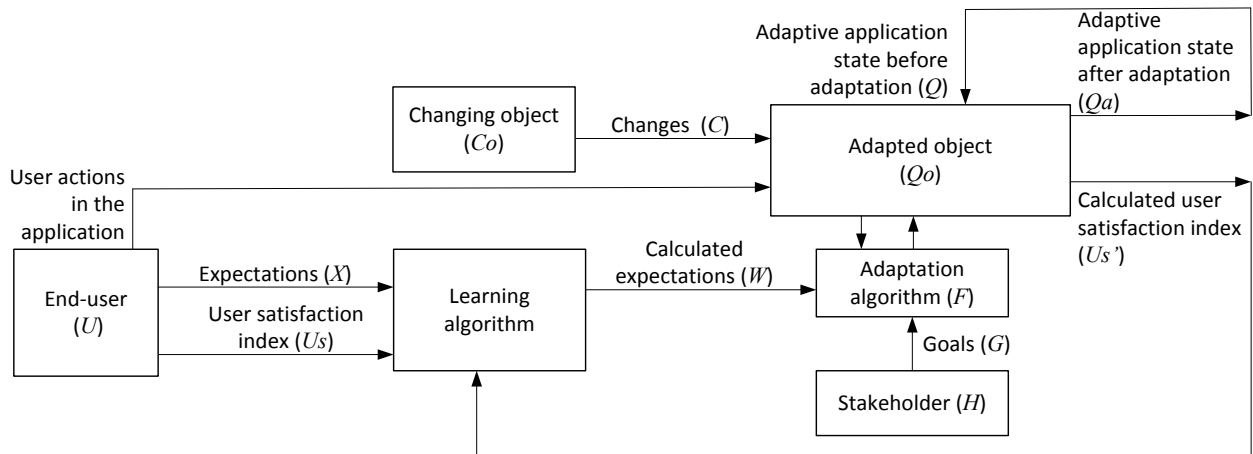 Adaptive application
state before
adaptation (Q)
Adaptive
application state
after adaptation
(Qa)
Changing object
(Co)
Changes (C)
Adapted object
(Qo)
User actions
in the
application
Calculated user
satisfaction index
(Us’)
End-user
(U)
Expectations (X)
User satisfaction
index (Us)
Learning
algorithm
Calculated
expectations (W)
Adaptation
algorithm (F)
Goals (G)
Stakeholder (H)